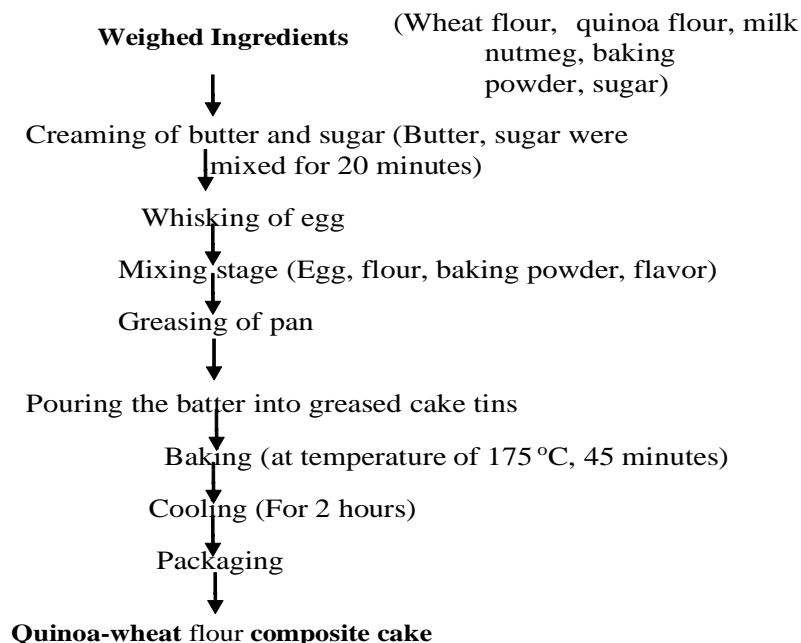 Weighed Ingredients (Wheat flour, quinoa flour, milk
nutmeg, baking
powder, sugar)
Creaming of butter and sugar (Butter, sugar were
mixed for 20 minutes)
Whisking of egg
Mixing stage (Egg, flour, baking powder, flavor)
Greasing of pan
Pouring the batter into greased cake tins
Baking (at temperature of 175 °C, 45 minutes)
Cooling (For 2 hours)
Packaging
Quinoa-wheat flour composite cake